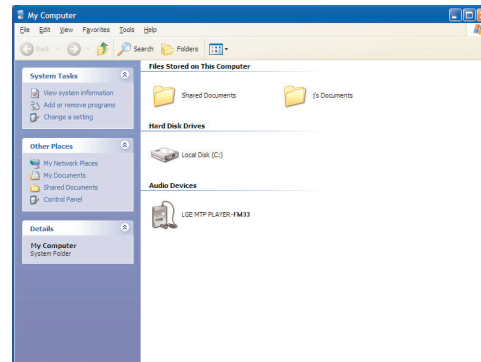 My Computer
File Edit View Favorites Tools Help
Back Search Folders
System Tasks
View system information
Add or remove programs
Change a setting
Other Places
My Network Places
My Documents
Shared Documents
Control Panel
Details
My Computer
System Folder
Files Stored on This Computer
Shared Documents j's Documents
Hard Disk Drives
Local Disk (C:)
Audio Devices
LGE MTP PLAYER-FM33